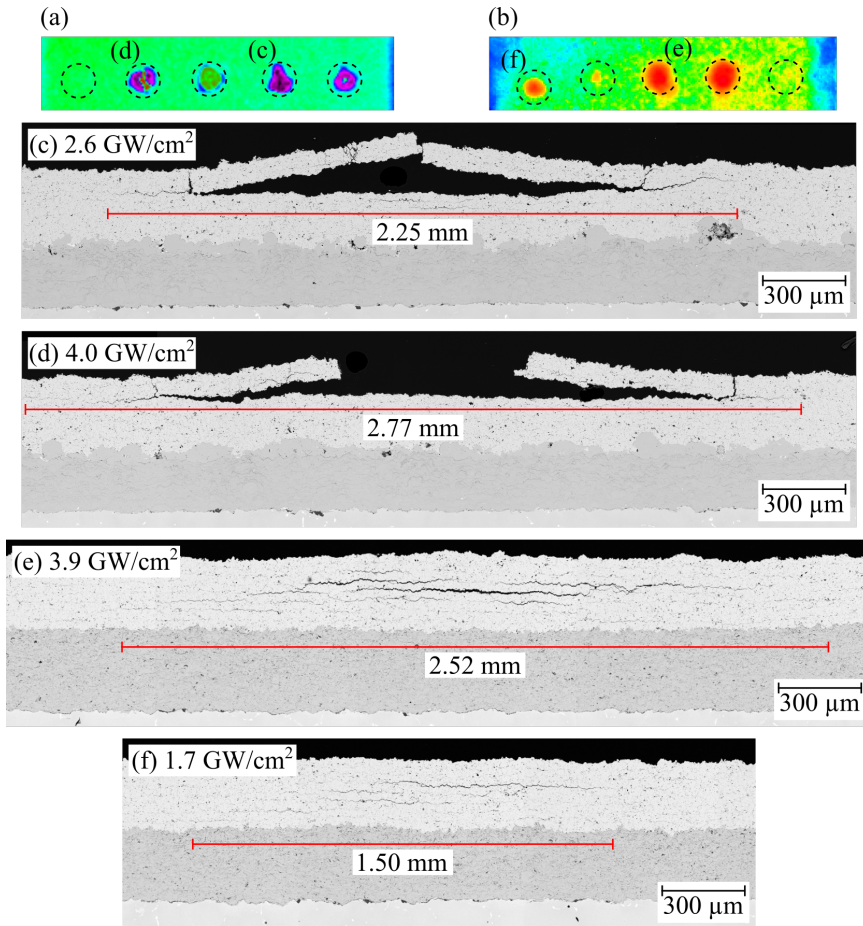 (a)
(b)
(d)
(c)
(f)
(e)
(c) 2.6 GW/cm²
2.25 mm
300 µm
(d) 4.0 GW/cm²
2.77 mm
300 µm
(e) 3.9 GW/cm²
2.52 mm
300 µm
(f) 1.7 GW/cm²
1.50 mm
300 µm